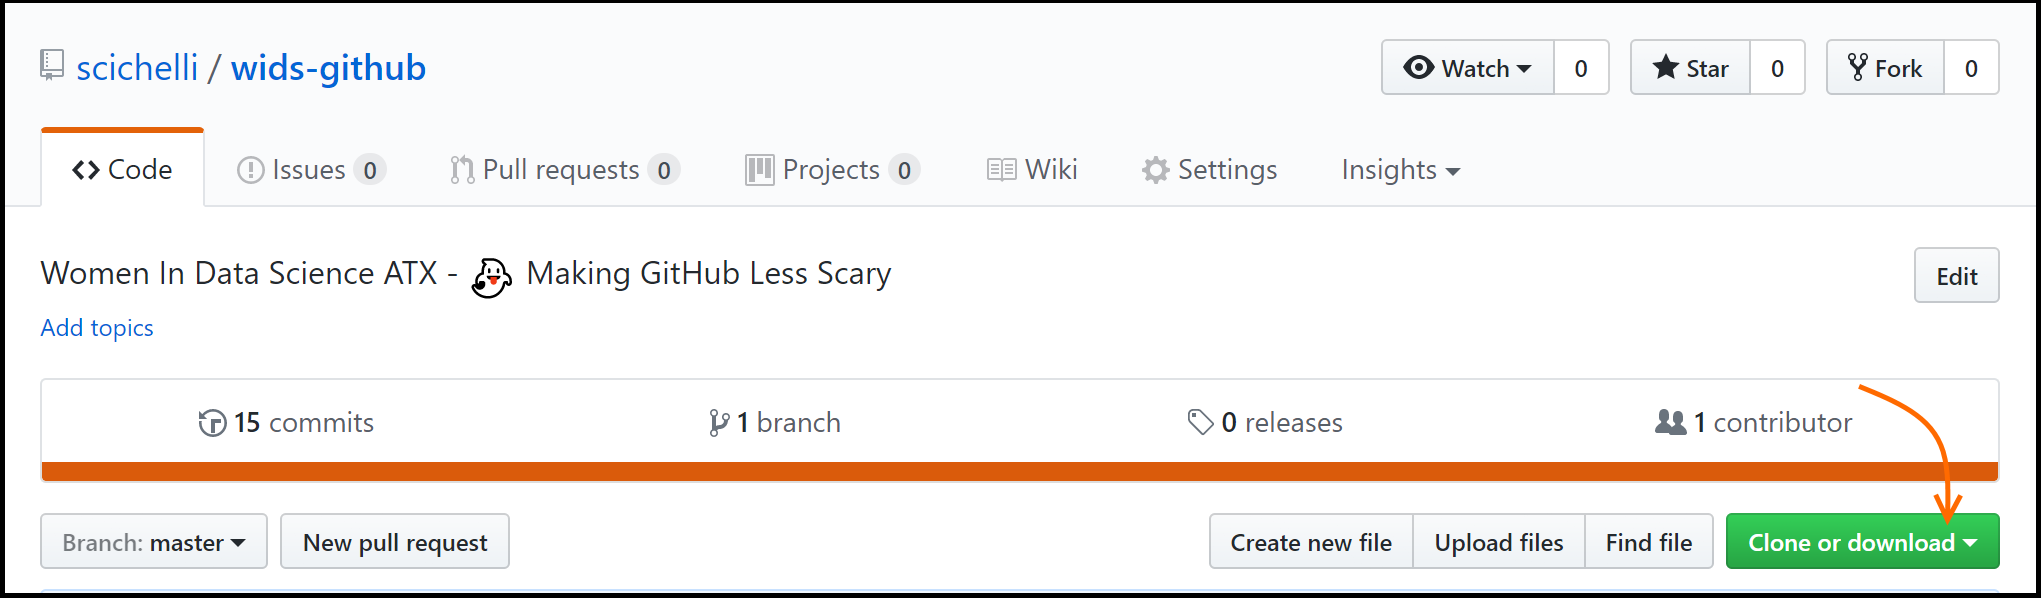 scichelli / wids-github
Watch 0 Star 0 Fork 0
Code Issues 0 Pull requests 0 Projects 0 Wiki Settings Insights
Women In Data Science ATX - Making GitHub Less Scary
Edit
Add topics
15 commits 1 branch 0 releases 1 contributor
Branch: master New pull request Create new file Upload files Find file Clone or download